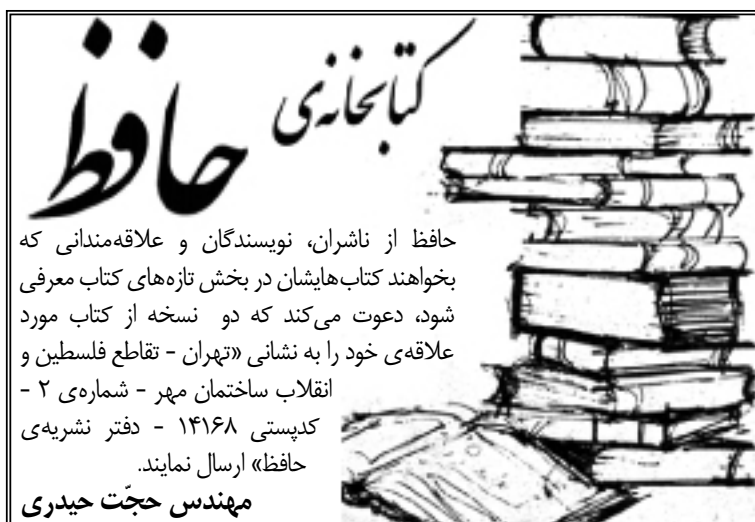 کتابخانه‌ی
حافظ
حافظ از ناشران، نویسندگان و علاقه‌مندانی که
بخواهند کتاب‌هایشان در بخش تازه‌های کتاب معرفی
شود، دعوت می‌کند که دو نسخه از کتاب مورد
علاقه‌ی خود را به نشانی «تهران - تقاطع فلسطین و
انقلاب ساختمان مهر - شماره‌ی ۲ -
کدپستی ۱۴۱۶۸ - دفتر نشریه‌ی
حافظ» ارسال نمایند.
مهندس حجّت حیدری